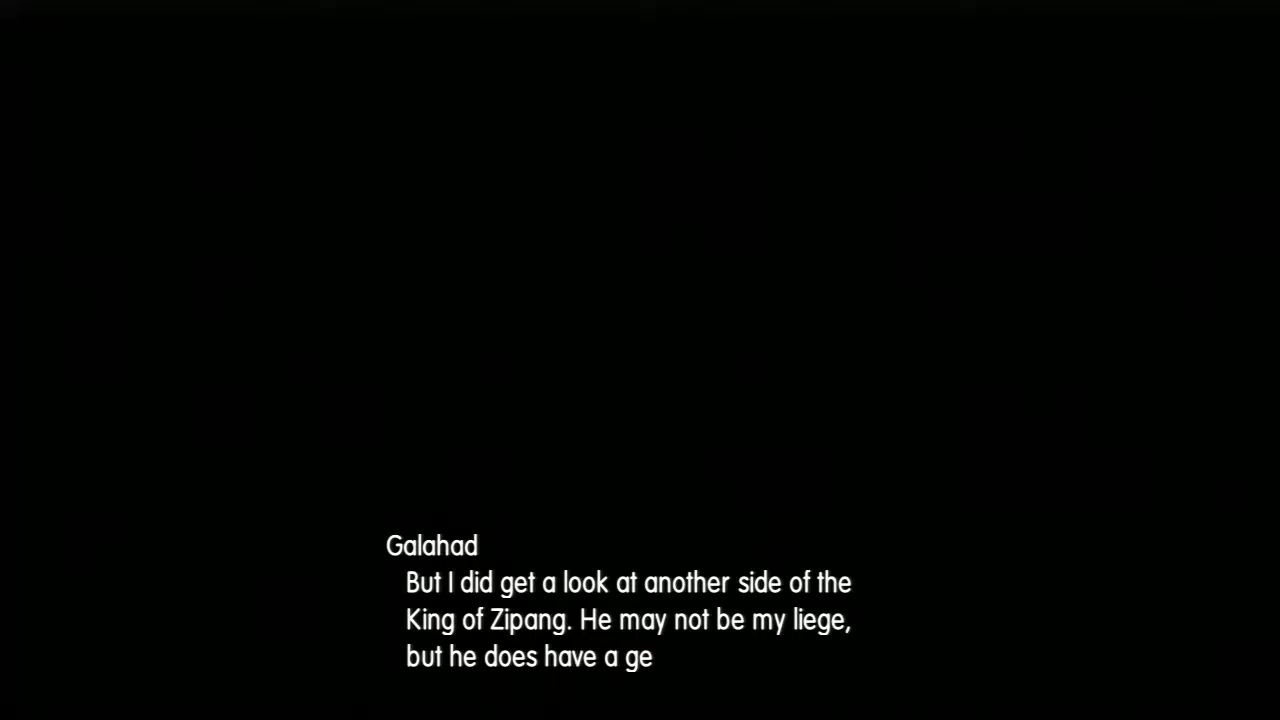 Galahad
But I did get a look at another side of the
King of Zipang. He may not be my liege,
but he does have a ge